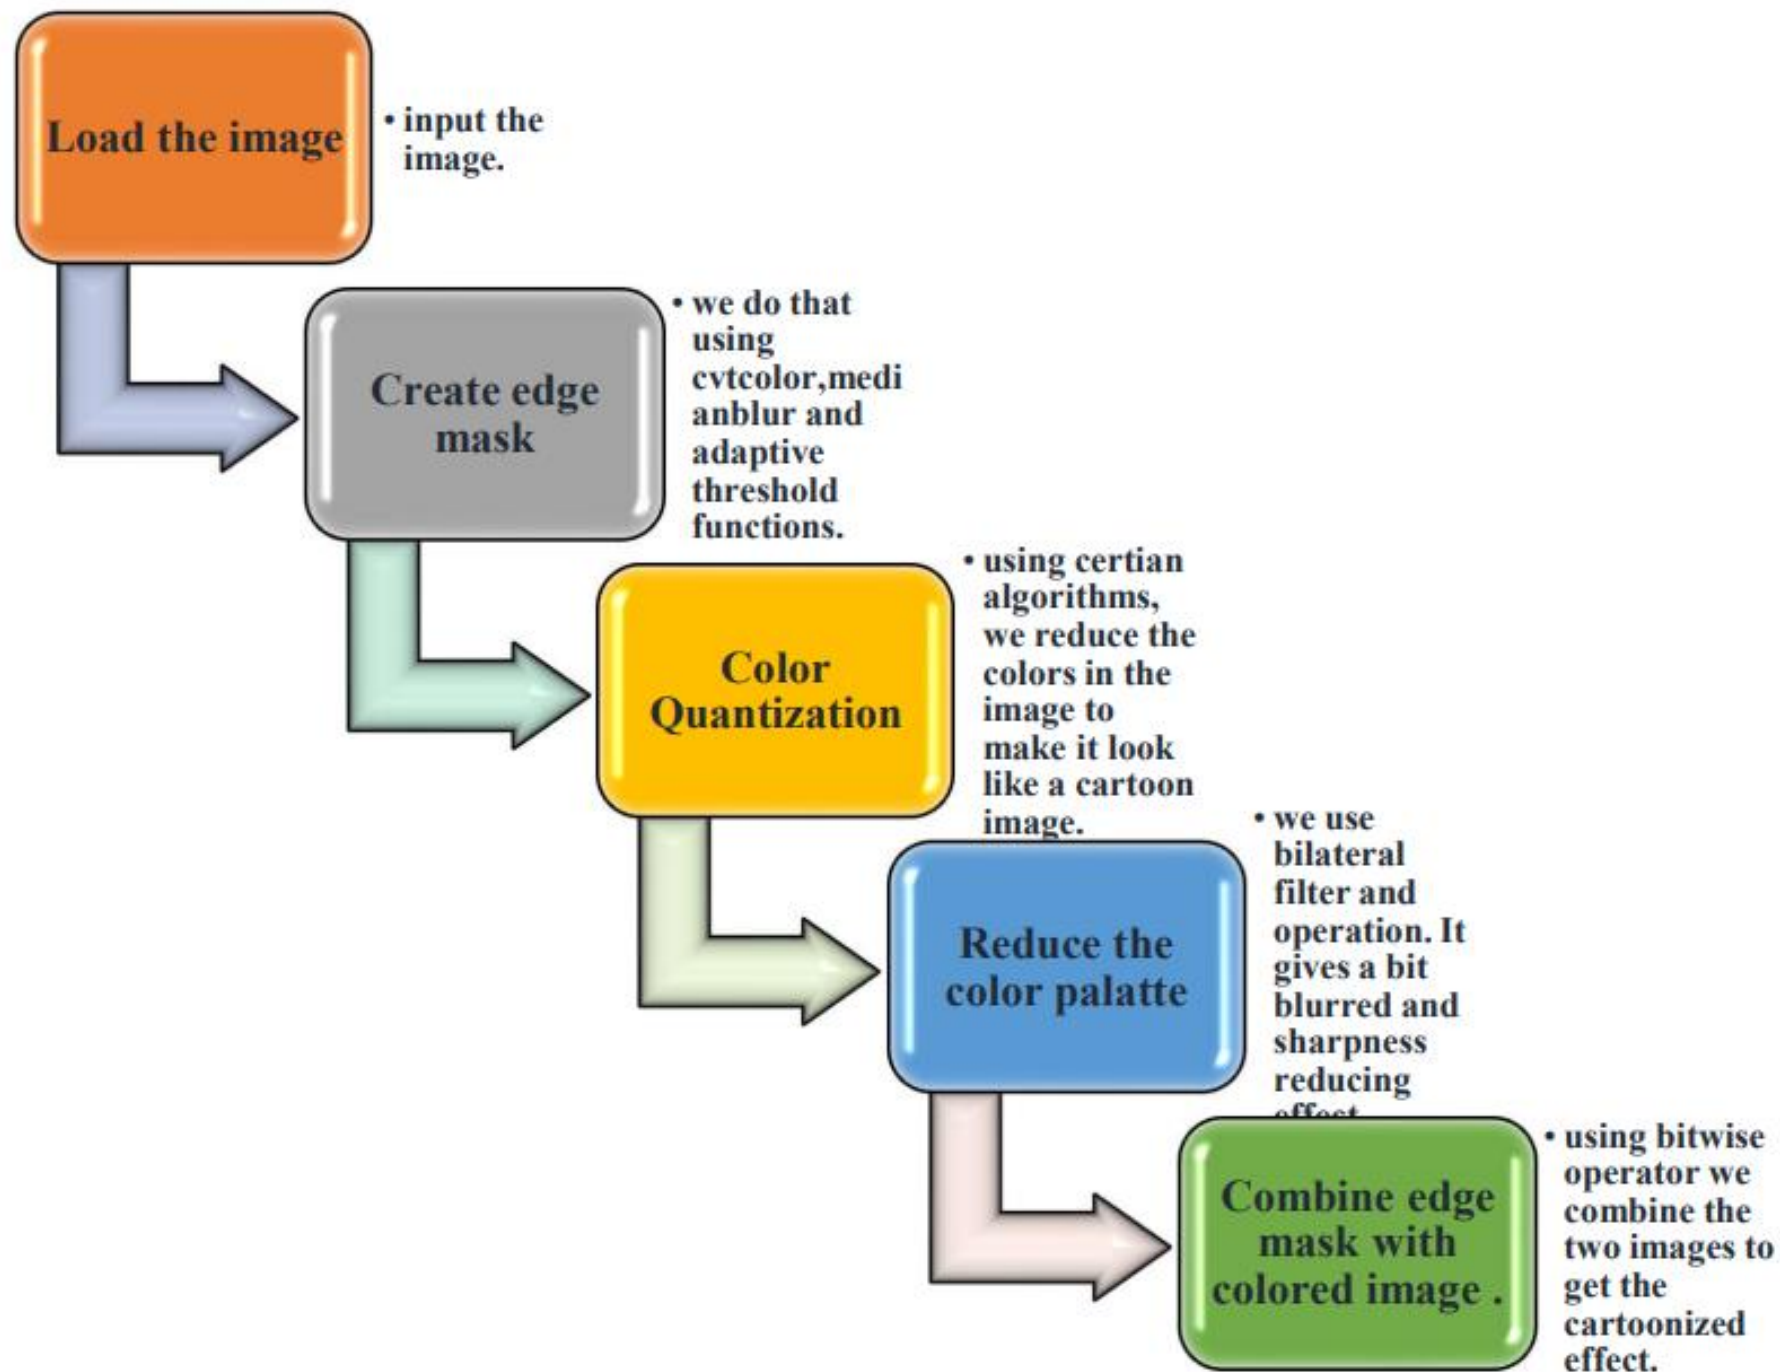 Load the image
• input the
image.
Create edge
mask
• we do that
using
cvtcolor,medi
anblur and
adaptive
threshold
functions.
Color
Quantization
• using certian
algorithms,
we reduce the
colors in the
image to
make it look
like a cartoon
image.
Reduce the
color palatte
• we use
bilateral
filter and
operation. It
gives a bit
blurred and
sharpness
reducing
effect
Combine edge
mask with
colored image .
• using bitwise
operator we
combine the
two images to
get the
cartoonized
effect.